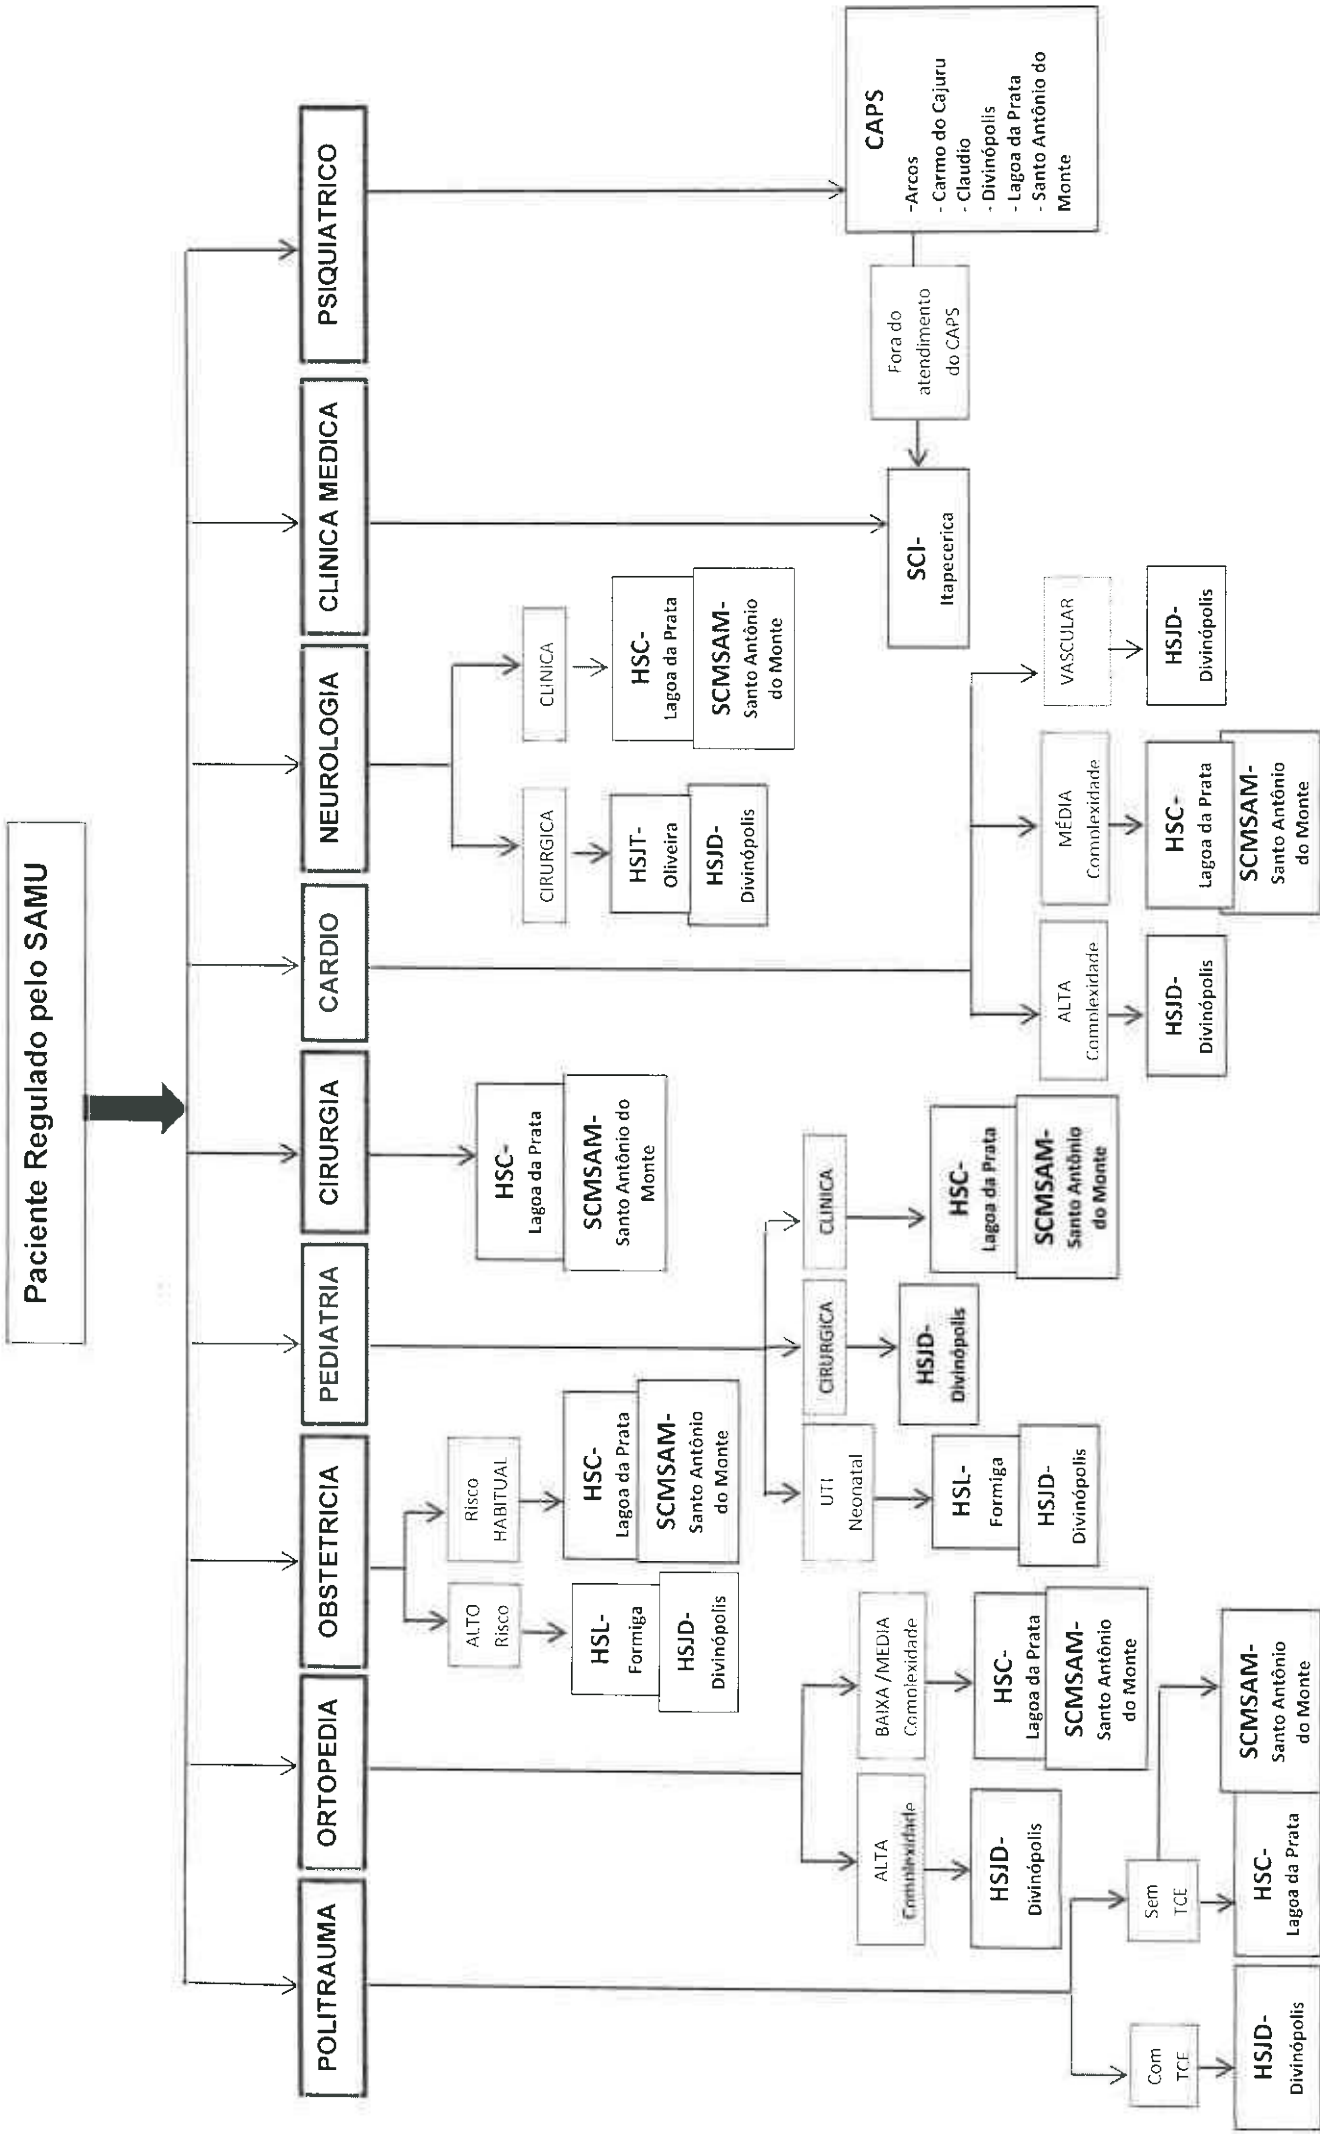 Paciente Regulado pelo SAMU
POLITRAUMA
ORTOPEDIA
OBSTETRICIA
PEDIATRIA
CIRURGIA
CARDIO
NEUROLOGIA
CLINICA MEDICA
PSIQUIATRICO
Com
TCE
HSJD-
Divinópolis
Sem
TCE
HSC-
Lagoa da Prata
SCMSAM-
Santo Antônio
do Monte
ALTA
Complexidade
HSJD-
Divinópolis
BAIXA /MEDIA
Complexidade
HSC-
Lagoa da Prata
SCMSAM-
Santo Antônio
do Monte
ALTO
Risco
HSL-
Formiga
HSJD-
Divinópolis
Risco
HABITUAL
HSC-
Lagoa da Prata
SCMSAM-
Santo Antônio
do Monte
UTI
Neonatal
HSL-
Formiga
HSJD-
Divinópolis
CIRURGICA
HSJD-
Divinópolis
CLINICA
HSC-
Lagoa da Prata
SCMSAM-
Santo Antônio
do Monte
HSC-
Lagoa da Prata
SCMSAM-
Santo Antônio do
Monte
ALTA
Complexidade
HSJD-
Divinópolis
MÉDIA
Complexidade
HSC-
Lagoa da Prata
SCMSAM-
Santo Antônio
do Monte
VASCULAR
HSJD-
Divinópolis
CIRURGICA
HSJT-
Oliveira
HSJD-
Divinópolis
CLINICA
HSC-
Lagoa da Prata
SCMSAM-
Santo Antônio
do Monte
SCI-
Itapecerica
Fora do
atendimento
do CAPS
CAPS
-Arcos
- Carmo do Cajuru
- Claudio
- Divinópolis
- Lagoa da Prata
- Santo Antônio do
Monte